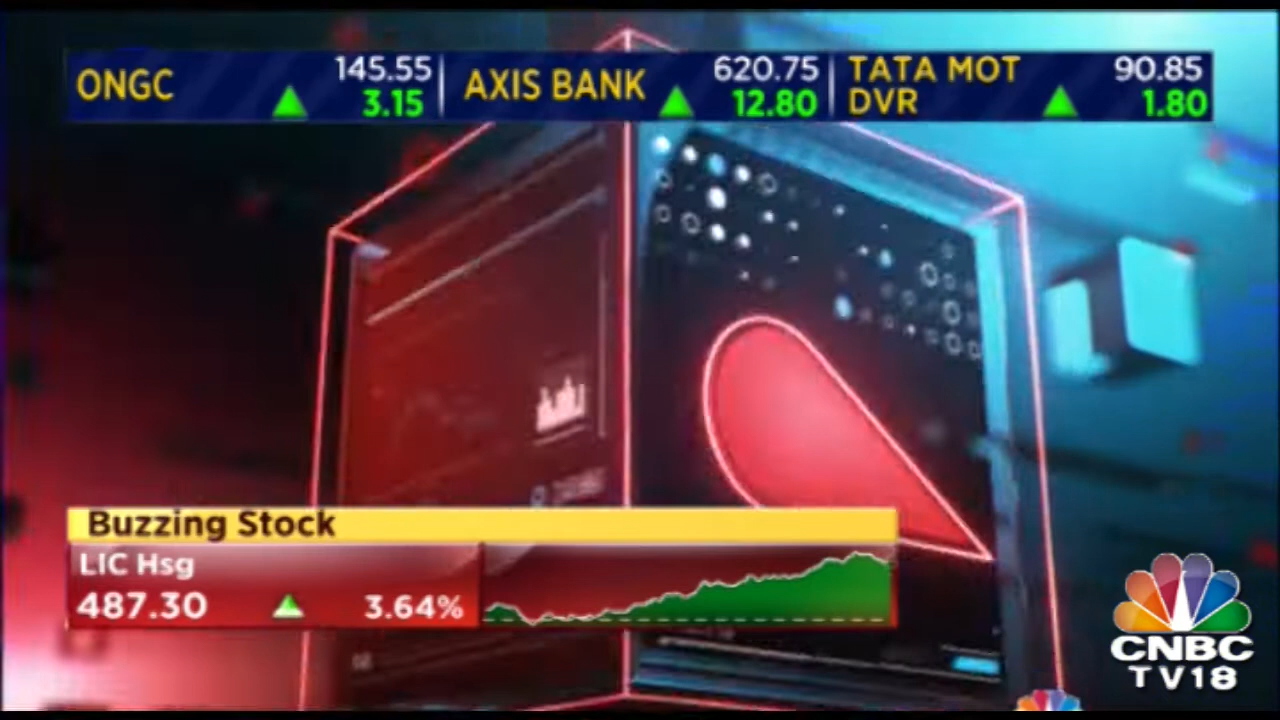 ONGC 145.55 AXIS BANK 620.75 TATA MOT 90.85
▲ 3.15 ▲ 12.80 DVR ▲ 1.80
Buzzing Stock
LIC Hsg
487.30 ▲ 3.64%
CNBC
TV18